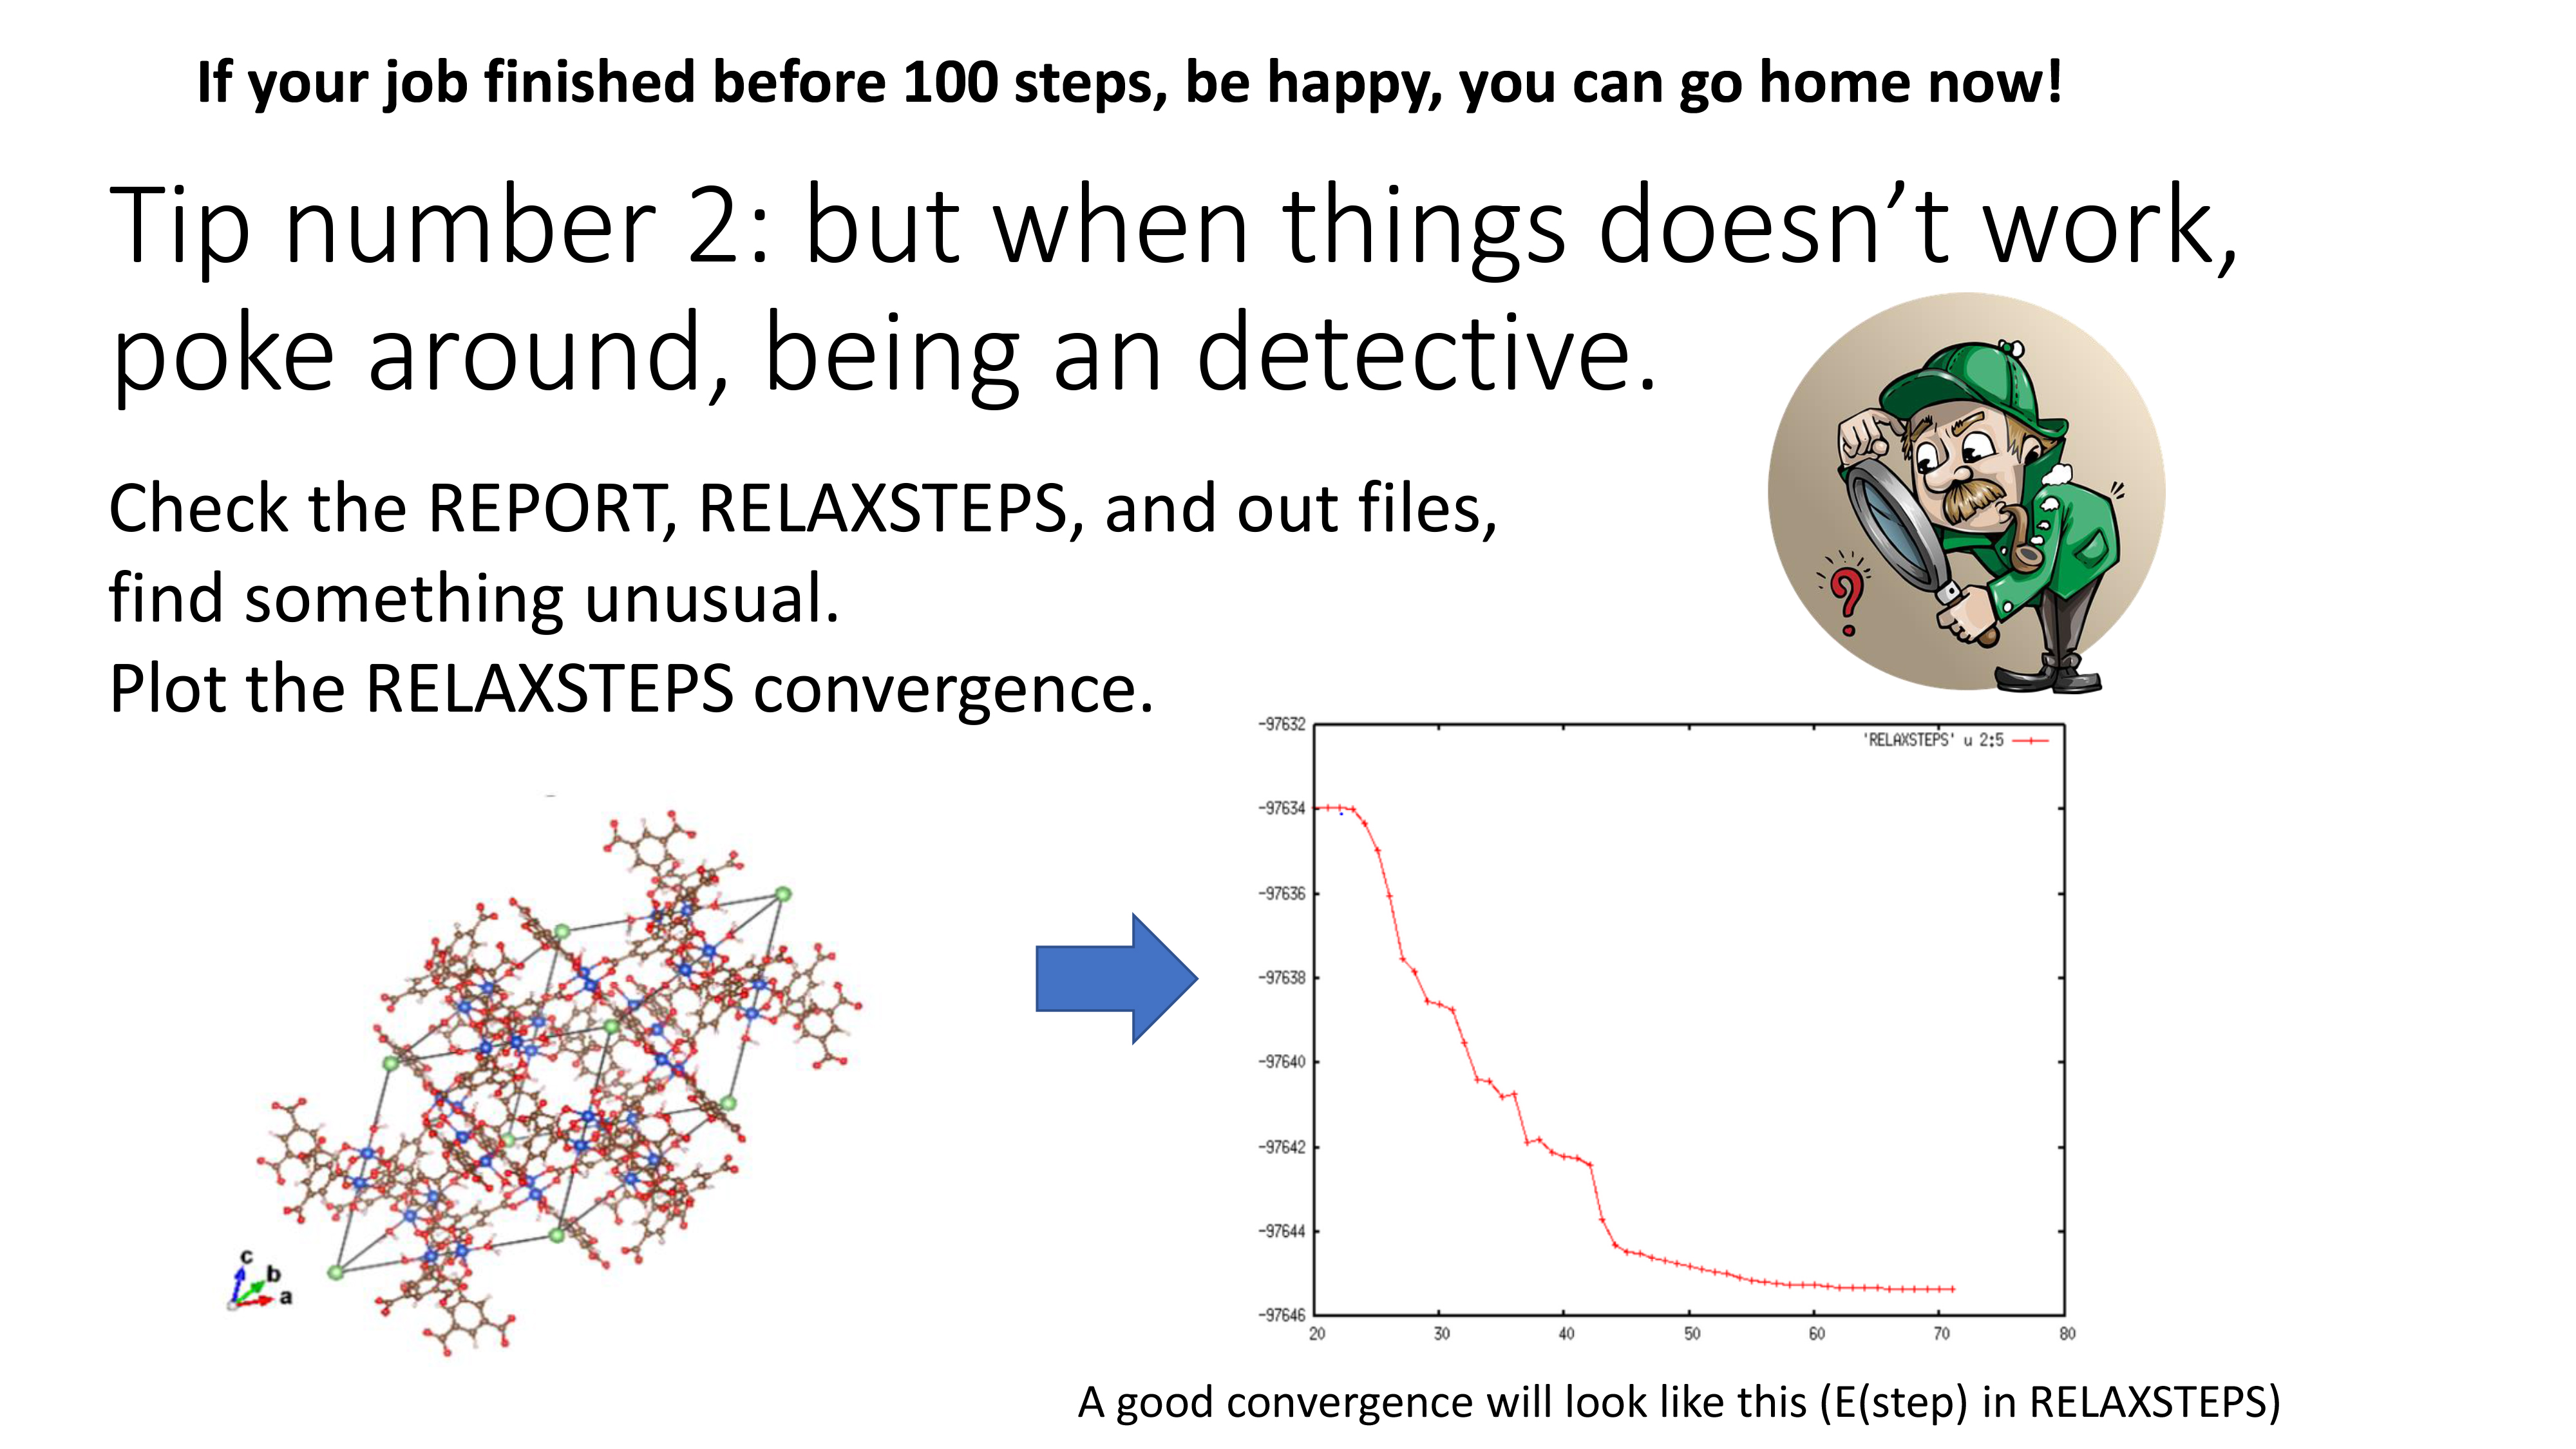 If your job finished before 100 steps, be happy, you can go home now!
Tip number 2: but when things doesn’t work,
poke around, being an detective.
Check the REPORT, RELAXSTEPS, and out files,
find something unusual.
Plot the RELAXSTEPS convergence.
?
c
b
a
'RELAXSTEPS' u 2:5
-97632
-97634
-97636
-97638
-97640
-97642
-97644
-97646
20 30 40 50 60 70 80
A good convergence will look like this (E(step) in RELAXSTEPS)